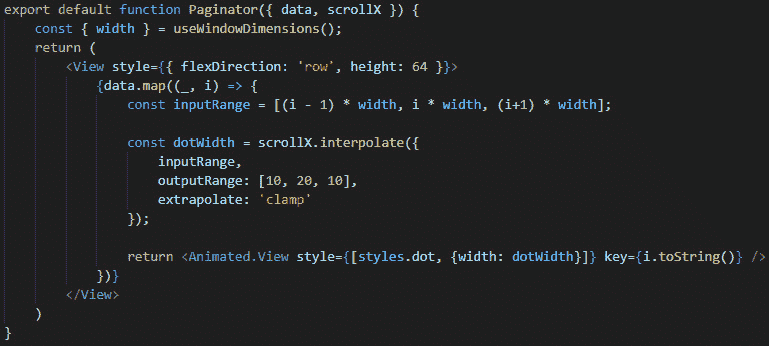 export default function Paginator({ data, scrollX }) {
    const { width } = useWindowDimensions();
    return (
        <View style={{ flexDirection: 'row', height: 64 }}>
            {data.map((_, i) => {
                const inputRange = [(i - 1) * width, i * width, (i+1) * width];

                const dotWidth = scrollX.interpolate({
                    inputRange,
                    outputRange: [10, 20, 10],
                    extrapolate: 'clamp'
                });

                return <Animated.View style={[styles.dot, {width: dotWidth}]} key={i.toString()} />
            })}
        </View>
    )
}